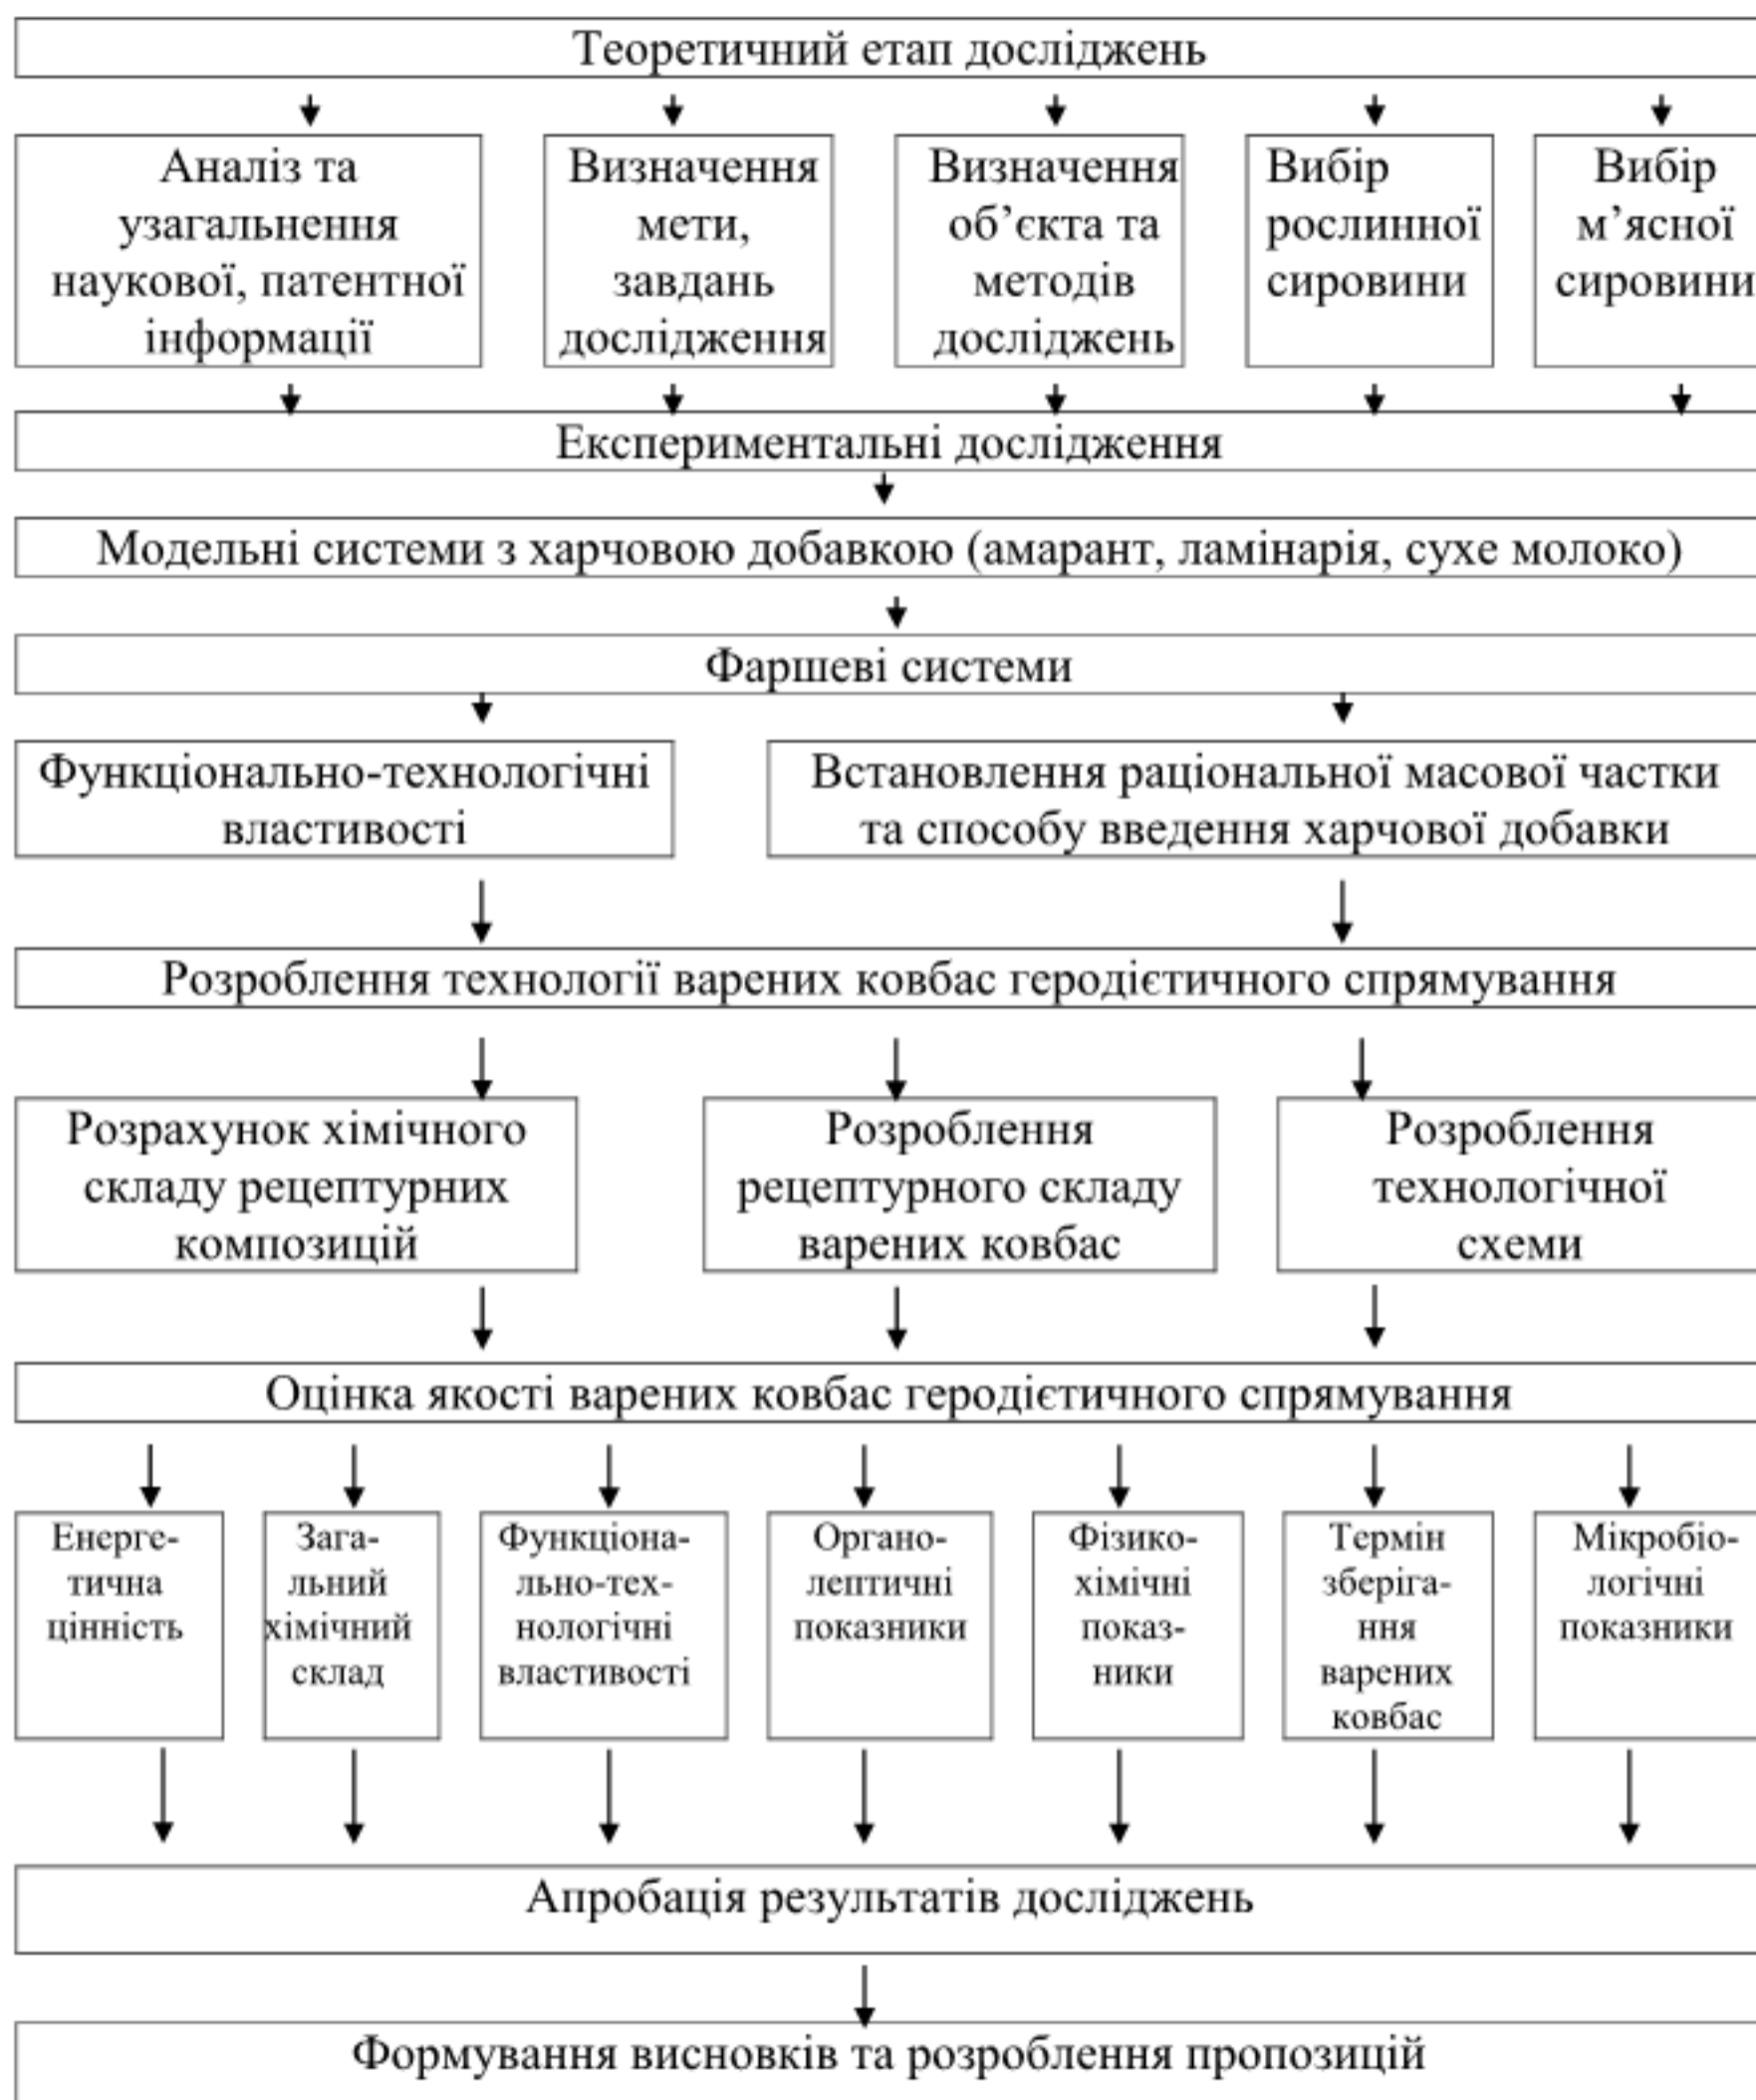 Теоретичний етап досліджень
Аналіз та
узагальнення
наукової, патентної
інформації
Визначення
мети,
завдань
дослідження
Визначення
об’єкта та
методів
досліджень
Вибір
рослинної
сировини
Вибір
м’ясної
сировини
Експериментальні дослідження
Модельні системи з харчовою добавкою (амарант, ламінарія, сухе молоко)
Фаршеві системи
Функціонально-технологічні
властивості
Встановлення раціональної масової частки
та способу введення харчової добавки
Розроблення технології варених ковбас геродієтичного спрямування
Розрахунок хімічного
складу рецептурних
композицій
Розроблення
рецептурного складу
варених ковбас
Розроблення
технологічної
схеми
Оцінка якості варених ковбас геродієтичного спрямування
Енерге-
тична
цінність
Зага-
льний
хімічний
склад
Функціона-
льно-тех-
нологічні
властивості
Органо-
лептичні
показники
Фізико-
хімічні
показ-
ники
Термін
зберіга-
ння
варених
ковбас
Мікробіо-
логічні
показники
Апробація результатів досліджень
Формування висновків та розроблення пропозицій